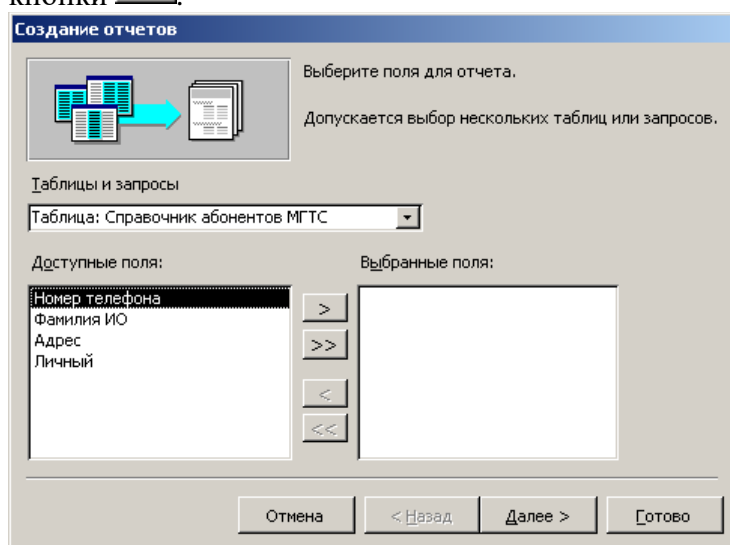 кнопки
Создание отчетов
Выберите поля для отчета.
Допускается выбор нескольких таблиц или запросов.
Таблицы и запросы
Таблица: Справочник абонентов МГТС
Доступные поля:
Выбранные поля:
Номер телефона
Фамилия ИО
Адрес
Личный
>
>>
<
<<
Отмена
< Назад
Далее >
Готово